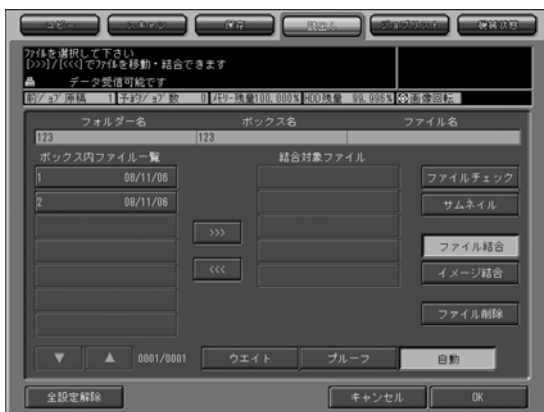 コピー スキャン 保存 読出し ジョブリスト 機械状態
ﾌｧｲﾙを選択して下さい
[>>>]/[<<<]でﾌｧｲﾙを移動・結合できます
データ受信可能です
前ｼﾞｮﾌﾞ原稿 1 予約ｼﾞｮﾌﾞ数 0 ﾒﾓﾘｰ残量100.000% HDD残量 99.996% 画像回転
フォルダー名 ボックス名 ファイル名
123 123
ボックス内ファイル一覧 結合対象ファイル
1 08/11/06 ファイルチェック
2 08/11/06 サムネイル
>>>
ファイル結合
<<< イメージ結合
ファイル削除
▼ ▲ 0001/0001 ウエイト プルーフ 自動
全設定解除 キャンセル OK